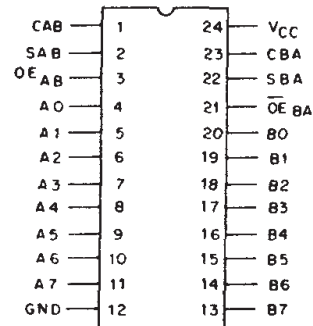 CAB 1 24 VCC
SAB 2 23 CBA
OEAB 3 22 SBA
A0 4 21 O̅E̅BA
A1 5 20 B0
A2 6 19 B1
A3 7 18 B2
A4 8 17 B3
A5 9 16 B4
A6 10 15 B5
A7 11 14 B6
GND 12 13 B7